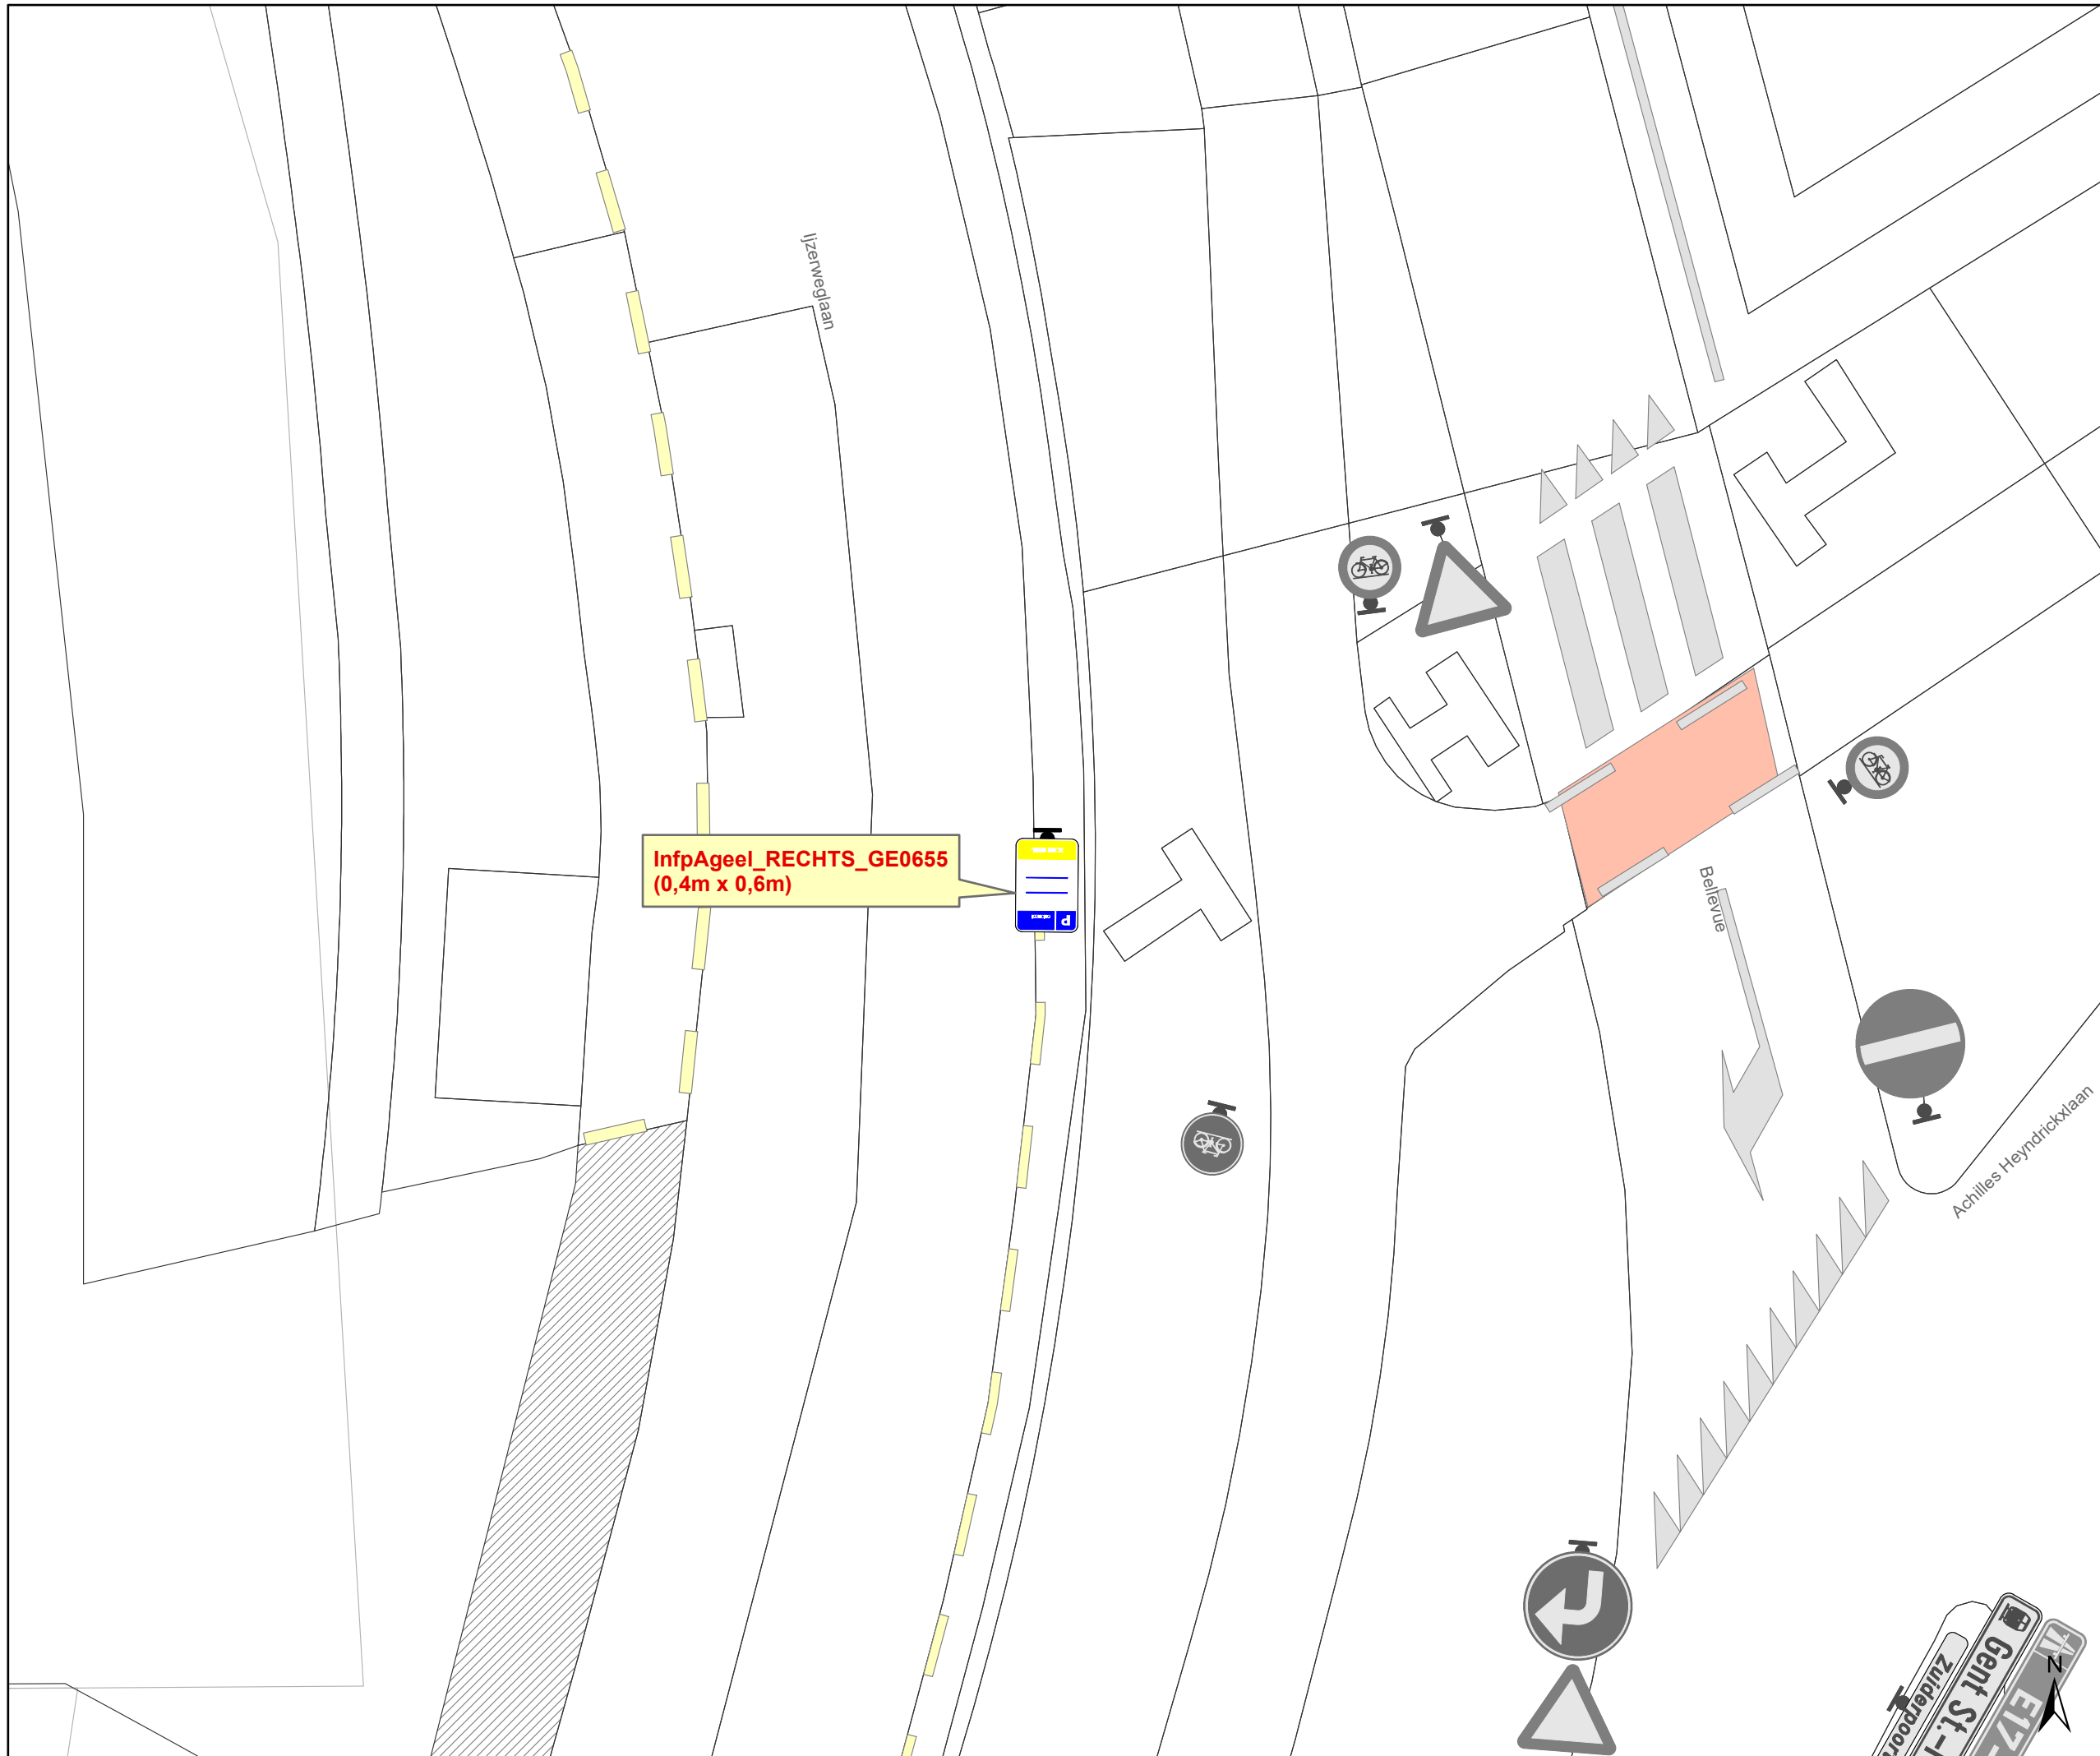 Ijzerweglaan
InfpAgeel_RECHTS_GE0655
(0,4m x 0,6m)
P
Bellevue
Achilles Heyndrickxlaan
Zuiderpoort
Gent St.-
E17
N